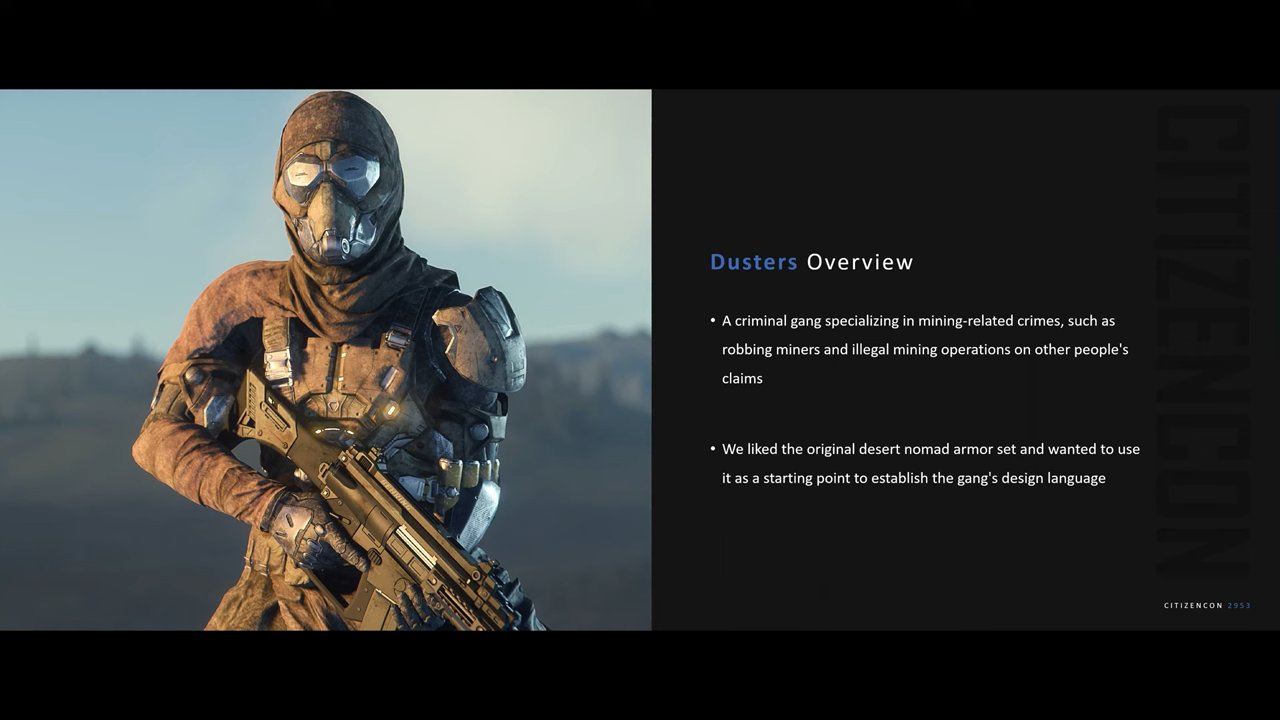 Dusters Overview
• A criminal gang specializing in mining-related crimes, such as
robbing miners and illegal mining operations on other people's
claims
• We liked the original desert nomad armor set and wanted to use
it as a starting point to establish the gang's design language
CITIZENCON
CITIZENCON 2953